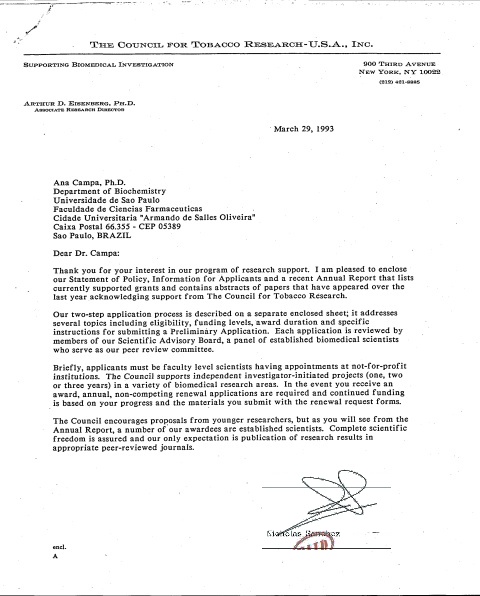 THE COUNCIL FOR TOBACCO RESEARCH-U.S.A., INC.
SUPPORTING BIOMEDICAL INVESTIGATION
900 THIRD AVENUE
NEW YORK, NY 10022
(212) 421-8885
ARTHUR D. EISENBERG, PH.D.
ASSOCIATE RESEARCH DIRECTOR
March 29, 1993
Ana Campa, Ph.D.
Department of Biochemistry
Universidade de Sao Paulo
Faculdade de Ciencias Farmaceuticas
Cidade Universitaria "Armando de Salles Oliveira"
Caixa Postal 66.355 - CEP 05389
Sao Paulo, BRAZIL
Dear Dr. Campa:
Thank you for your interest in our program of research support. I am pleased to enclose
our Statement of Policy, Information for Applicants and a recent Annual Report that lists
currently supported grants and contains abstracts of papers that have appeared over the
last year acknowledging support from The Council for Tobacco Research.
Our two-step application process is described on a separate enclosed sheet; it addresses
several topics including eligibility, funding levels, award duration and specific
instructions for submitting a Preliminary Application. Each application is reviewed by
members of our Scientific Advisory Board, a panel of established biomedical scientists
who serve as our peer review committee.
Briefly, applicants must be faculty level scientists having appointments at not-for-profit
institutions. The Council supports independent investigator-initiated projects (one, two
or three years) in a variety of biomedical research areas. In the event you receive an
award, annual, non-competing renewal applications are required and continued funding
is based on your progress and the materials you submit with the renewal request forms.
The Council encourages proposals from younger researchers, but as you will see from the
Annual Report, a number of our awardees are established scientists. Complete scientific
freedom is assured and our only expectation is publication of research results in
appropriate peer-reviewed journals.
Nicholas Sanchez
encl.
A